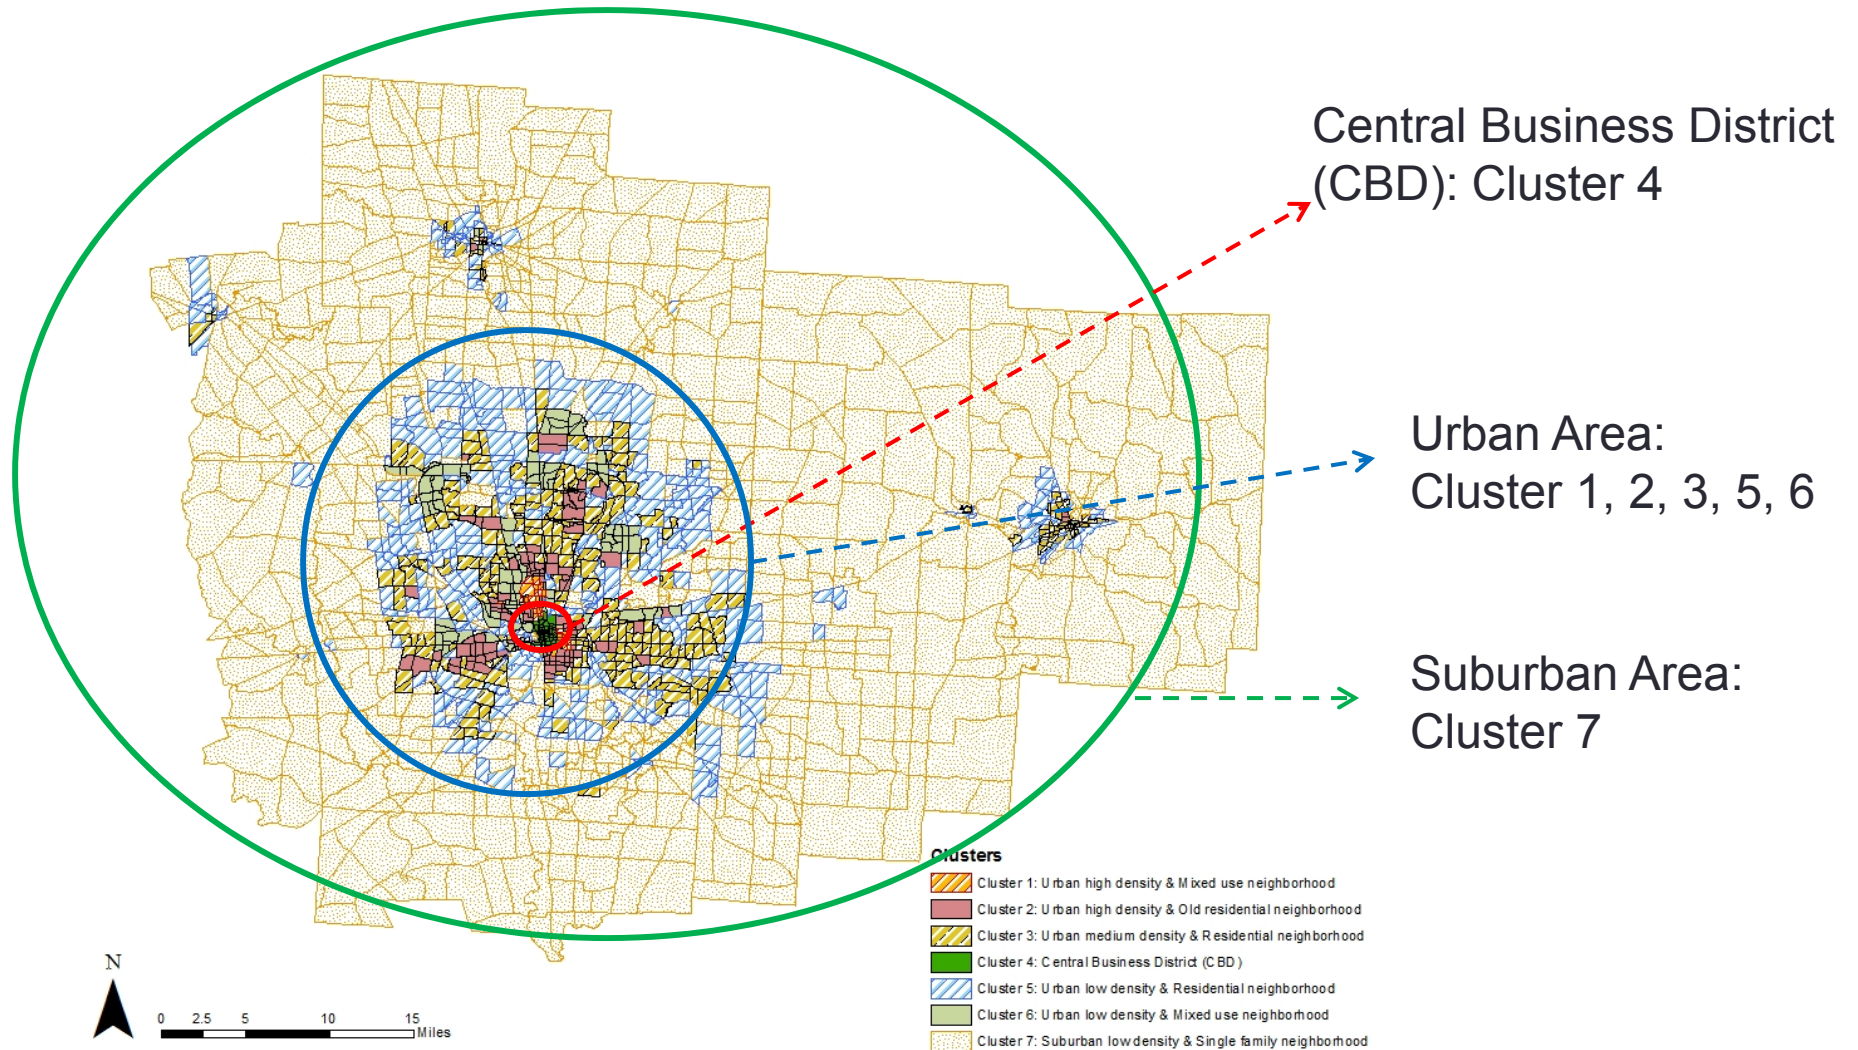 Central Business District
(CBD): Cluster 4
Urban Area:
Cluster 1, 2, 3, 5, 6
Suburban Area:
Cluster 7
Clusters
Cluster 1: Urban high density & Mixed use neighborhood
Cluster 2: Urban high density & Old residential neighborhood
Cluster 3: Urban medium density & Residential neighborhood
Cluster 4: Central Business District (CBD)
Cluster 5: Urban low density & Residential neighborhood
Cluster 6: Urban low density & Mixed use neighborhood
Cluster 7: Suburban low density & Single family neighborhood
N
0 2.5 5 10 15
Miles